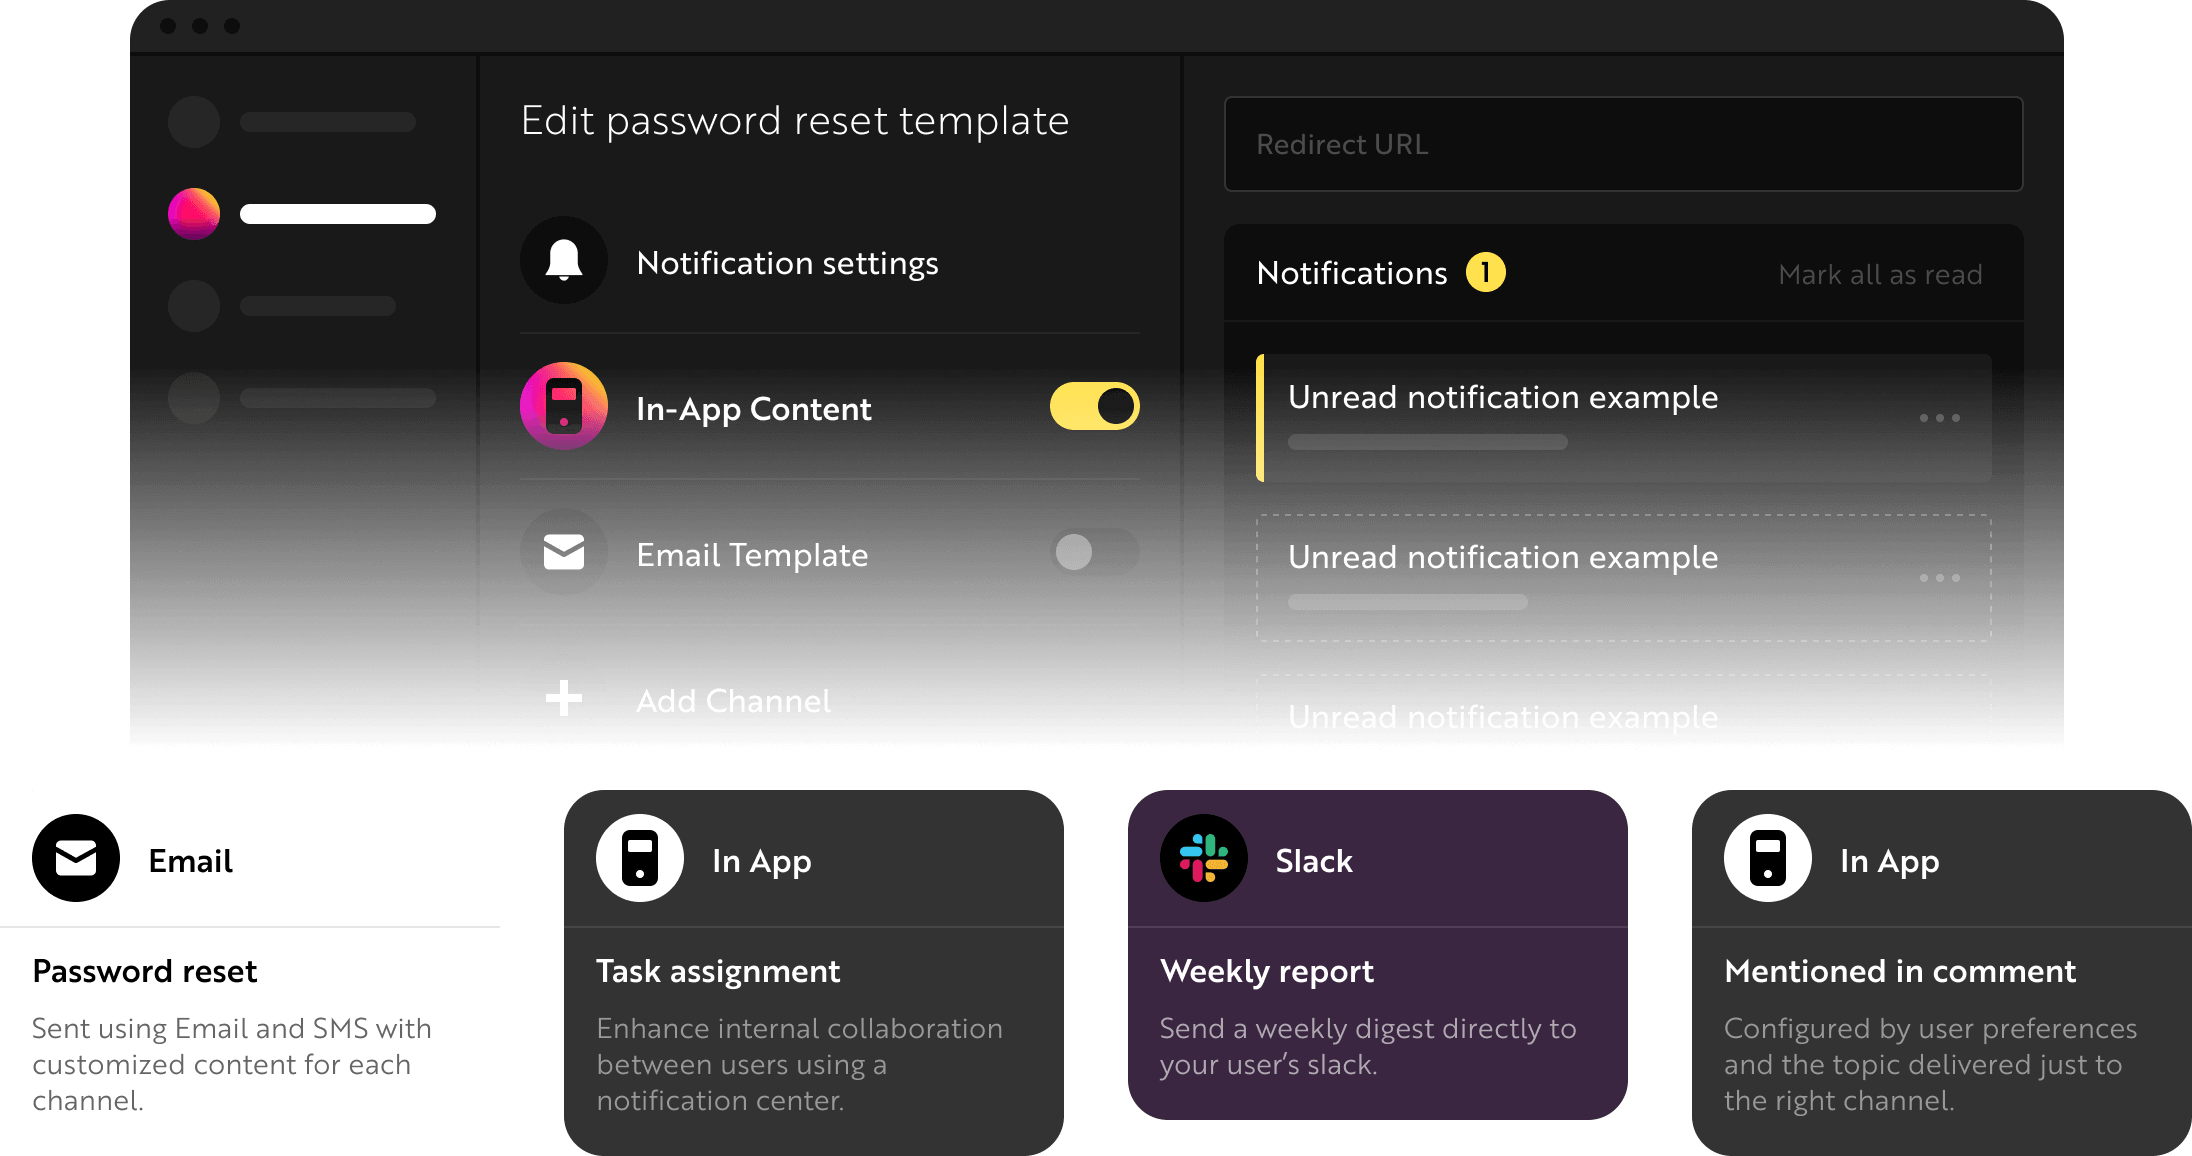 Edit password reset template
Notification settings
In-App Content
Email Template
Add Channel
Redirect URL
Notifications 1
Mark all as read
Unread notification example
Unread notification example
Unread notification example
Email
Password reset
Sent using Email and SMS with
customized content for each
channel.
In App
Task assignment
Enhance internal collaboration
between users using a
notification center.
Slack
Weekly report
Send a weekly digest directly to
your user’s slack.
In App
Mentioned in comment
Configured by user preferences
and the topic delivered just to
the right channel.